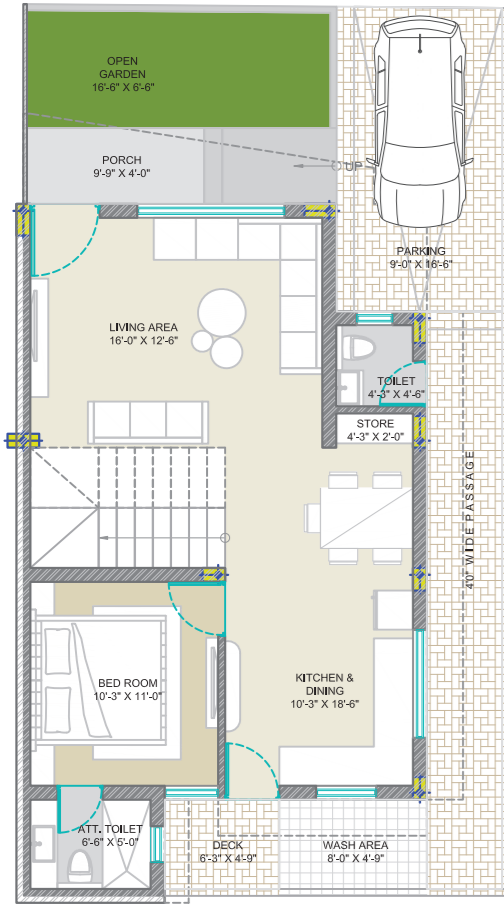 OPEN
GARDEN
16'-6" X 6'-6"
PORCH
9'-9" X 4'-0"
UP
PARKING
9'-0" X 16'-6"
LIVING AREA
16'-0" X 12'-6"
TOILET
4'-3" X 4'-6"
STORE
4'-3" X 2'-0"
4'0" WIDE PASSAGE
BED ROOM
10'-3" X 11'-0"
KITCHEN &
DINING
10'-3" X 18'-6"
ATT. TOILET
6'-6" X 5'-0"
DECK
6'-3" X 4'-9"
WASH AREA
8'-0" X 4'-9"